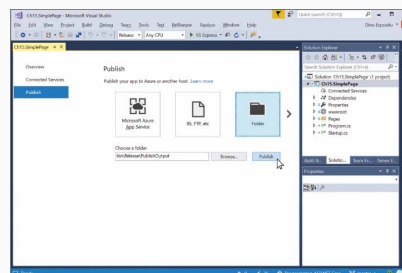 Ch15.SimplePage - Microsoft Visual Studio
Quick Launch (Ctrl+Q)
File Edit View Project Build Debug Team Tools Test ReSharper Analyze Window Help
Dino Esposito
Release Any CPU IIS Express
Ch15.SimplePage
Overview
Connected Services
Publish
Publish
Publish your app to Azure or another host. Learn more
Microsoft Azure
App Service
IIS, FTP, etc
Folder
Choose a folder
bin\Release\PublishOutput
Browse...
Publish
Solution Explorer
Search Solution Explorer (Ctrl+ü)
Solution 'Ch15.SimplePage' (1 project)
Ch15.SimplePage
Connected Services
Dependencies
Properties
wwwroot
Pages
Program.cs
Startup.cs
Solutio...
Team Ex...
Server E...
Properties